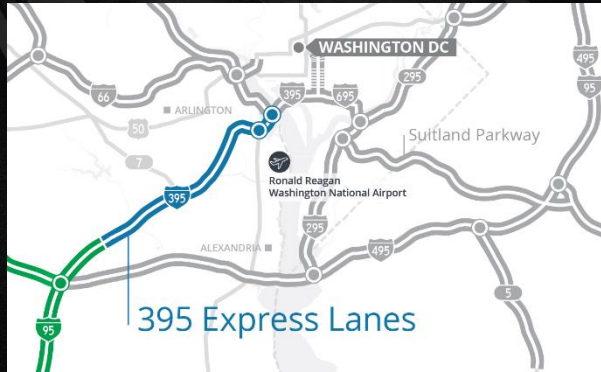 WASHINGTON DC
495
95
295
66
395
695
ARLINGTON
50
Suitland Parkway
7
Ronald Reagan
Washington National Airport
395
295
ALEXANDRIA
495
5
395 Express Lanes
95